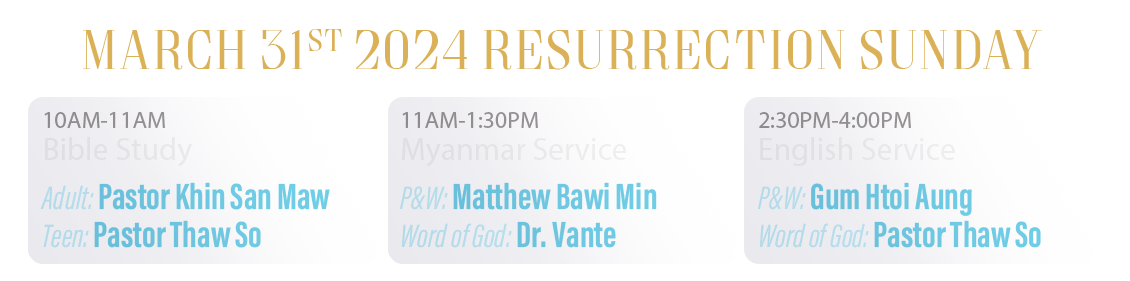 MARCH 31ST 2024 RESURRECTION SUNDAY
10AM-11AM
Bible Study
Adult: Pastor Khin San Maw
Teen: Pastor Thaw So
11AM-1:30PM
Myanmar Service
P&W: Matthew Bawi Min
Word of God: Dr. Vante
2:30PM-4:00PM
English Service
P&W: Gum Htoi Aung
Word of God: Pastor Thaw So